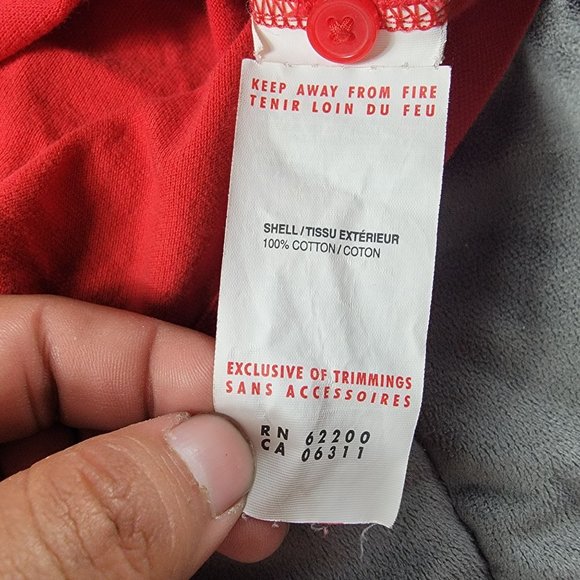 KEEP AWAY FROM FIRE
TENIR LOIN DU FEU
SHELL / TISSU EXTÉRIEUR
100% COTTON / COTON
EXCLUSIVE OF TRIMMINGS
SANS ACCESSOIRES
RN 62200
CA 06311